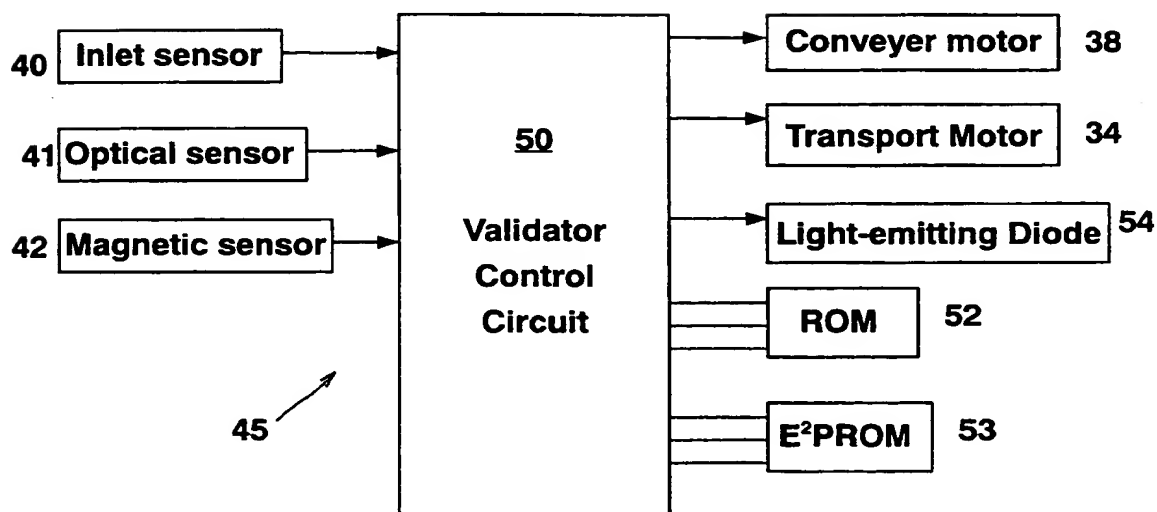 40 Inlet sensor
41 Optical sensor
42 Magnetic sensor
45
50
Validator
Control
Circuit
Conveyer motor 38
Transport Motor 34
Light-emitting Diode 54
ROM 52
E²PROM 53